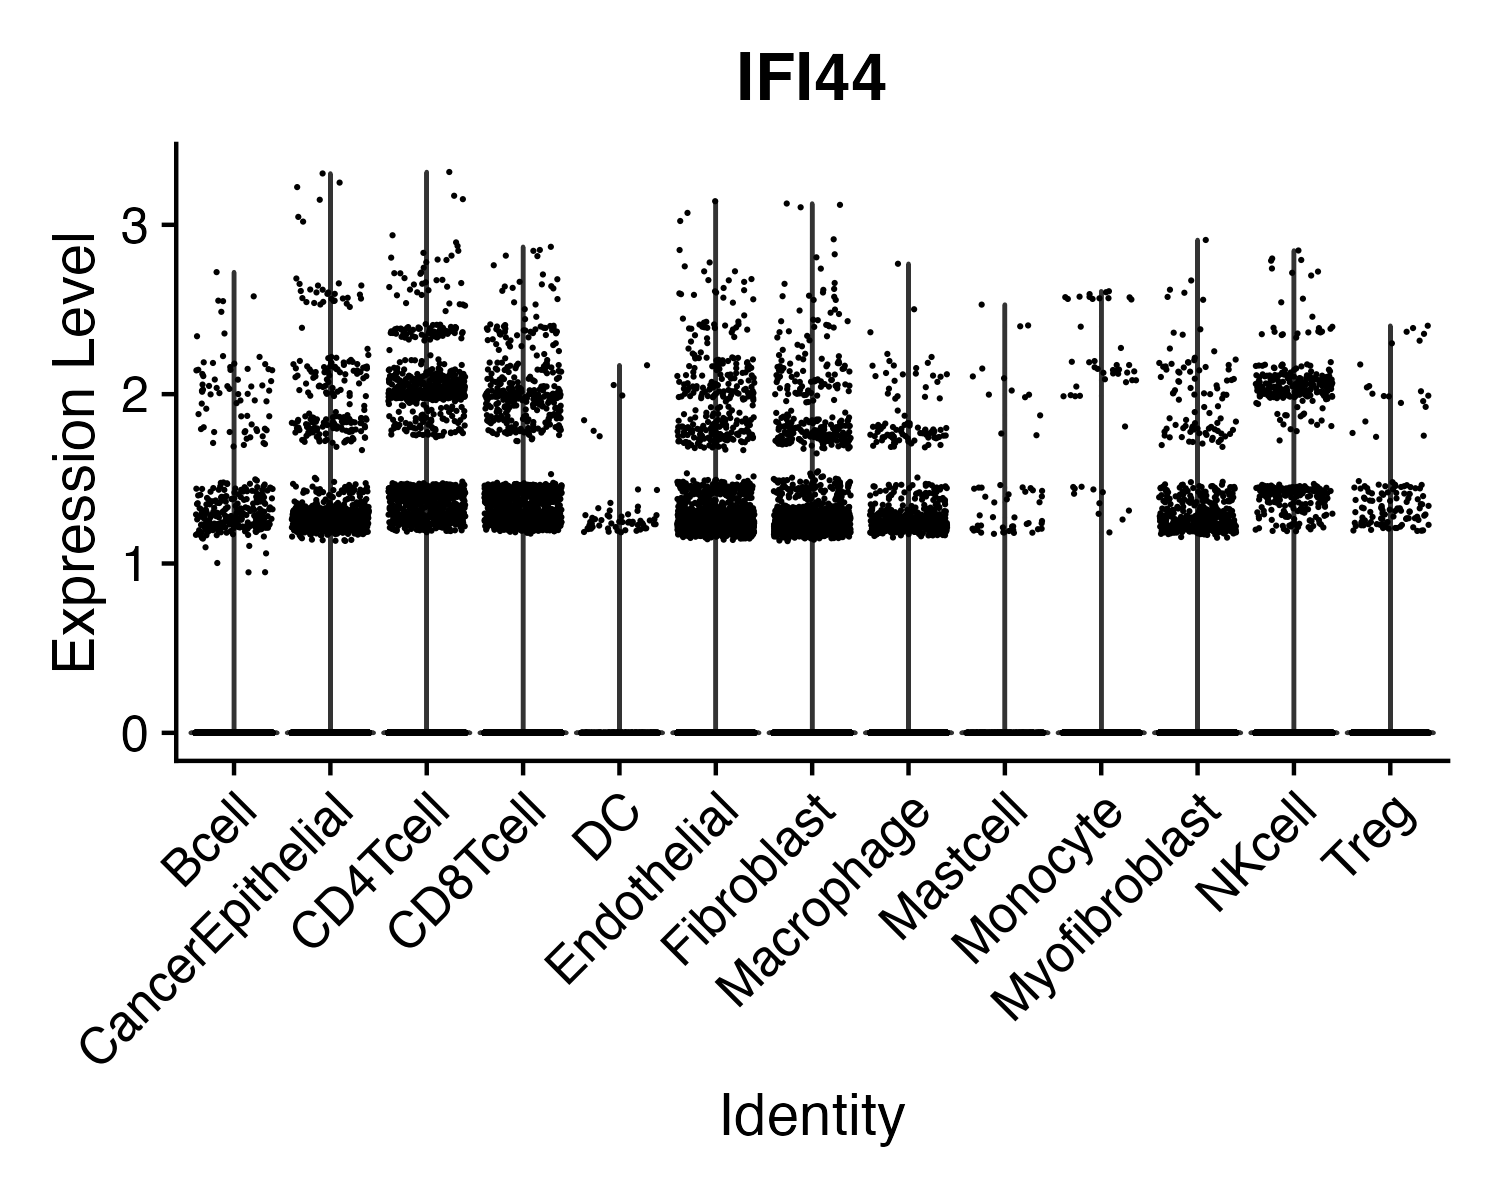 IFI44
Expression Level
3
2
1
0
Bcell
CancerEpithelial
CD4Tcell
CD8Tcell
DC
Endothelial
Fibroblast
Macrophage
Mastcell
Monocyte
Myofibroblast
NKcell
Treg
Identity